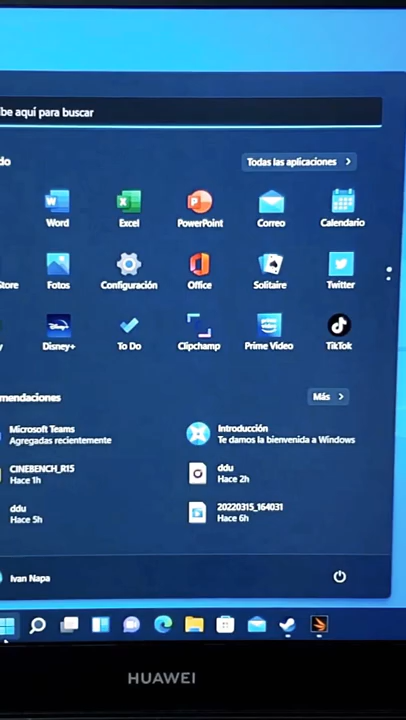 be aquí para buscar
do
Todas las aplicaciones
Word
Excel
PowerPoint
Correo
Calendario
Store
Fotos
Configuración
Office
Solitaire
Twitter
y
Disney+
To Do
Clipchamp
Prime Video
TikTok
mendaciones
Más
Microsoft Teams
Agregadas recientemente
Introducción
Te damos la bienvenida a Windows
CINEBENCH_R15
Hace 1h
ddu
Hace 2h
ddu
Hace 5h
20220315_164031
Hace 6h
Ivan Napa
HUAWEI